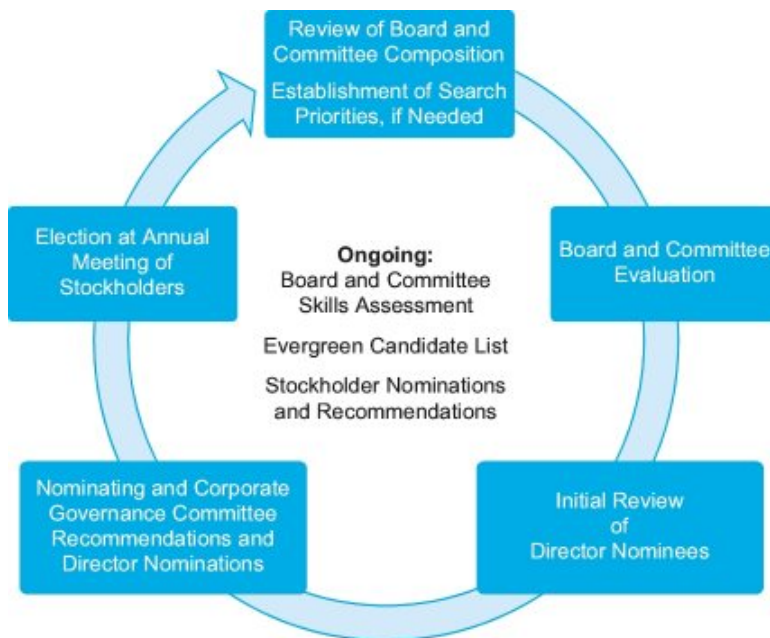 Review of Board and
Committee Composition
Establishment of Search
Priorities, if Needed
Board and Committee
Evaluation
Initial Review
of
Director Nominees
Nominating and Corporate
Governance Committee
Recommendations and
Director Nominations
Election at Annual
Meeting of
Stockholders
Ongoing:
Board and Committee
Skills Assessment
Evergreen Candidate List
Stockholder Nominations
and Recommendations